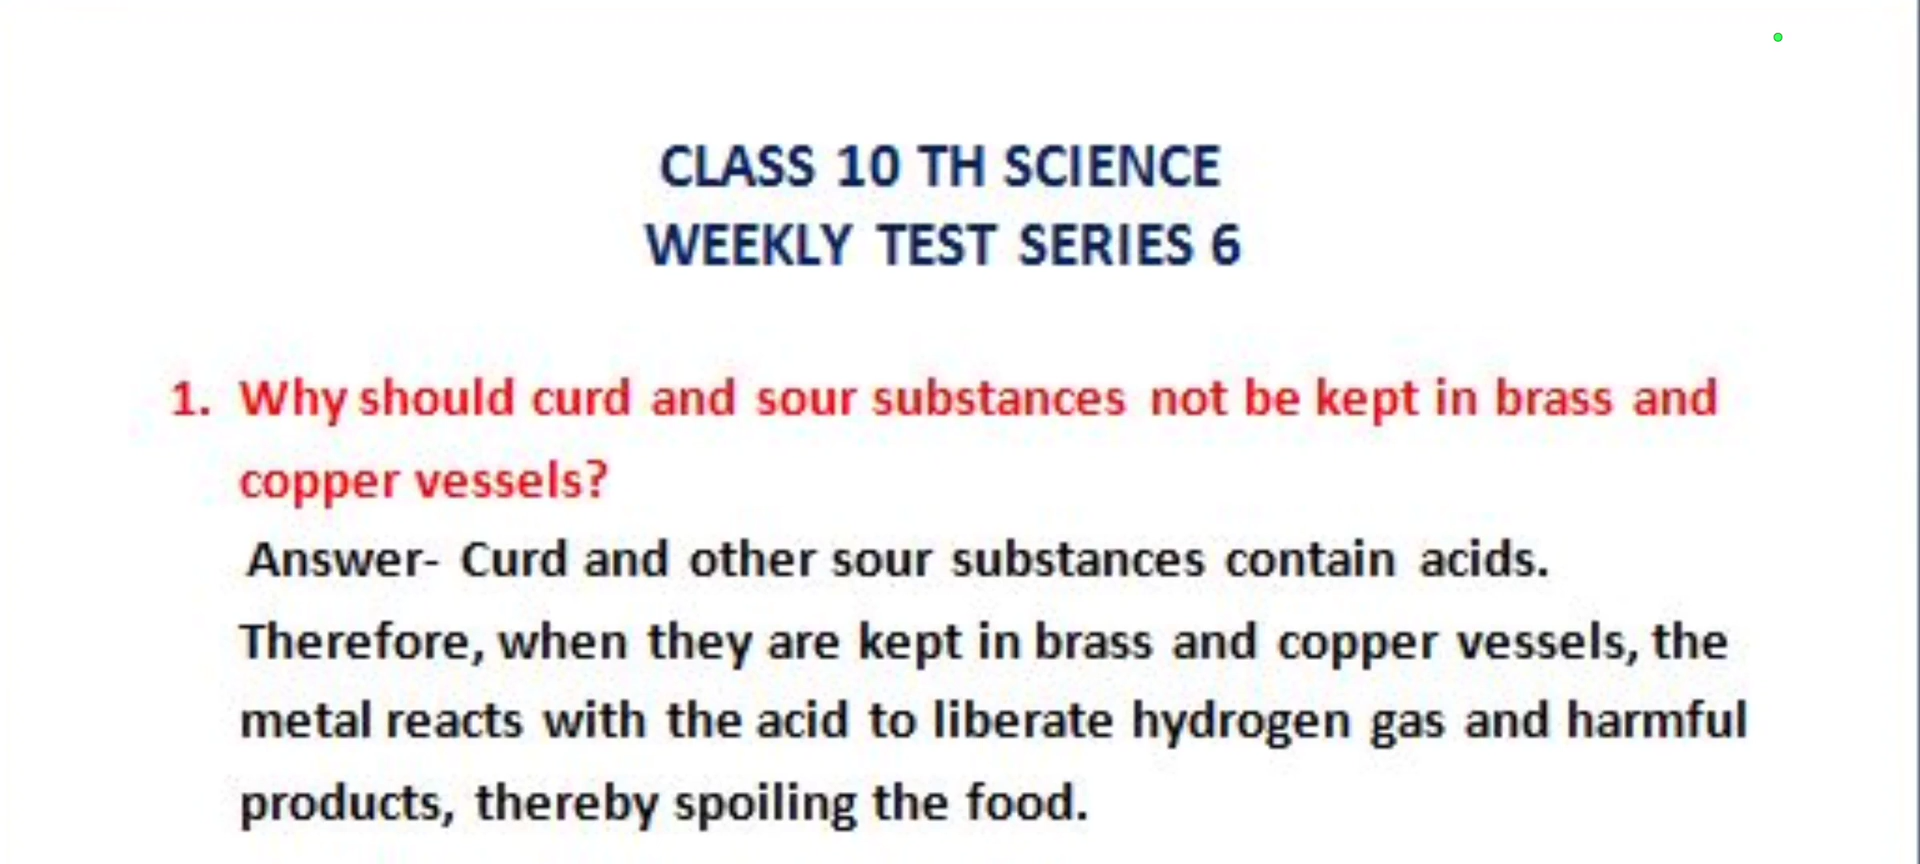 CLASS 10 TH SCIENCE
WEEKLY TEST SERIES 6
1. Why should curd and sour substances not be kept in brass and
copper vessels?
Answer- Curd and other sour substances contain acids.
Therefore, when they are kept in brass and copper vessels, the
metal reacts with the acid to liberate hydrogen gas and harmful
products, thereby spoiling the food.